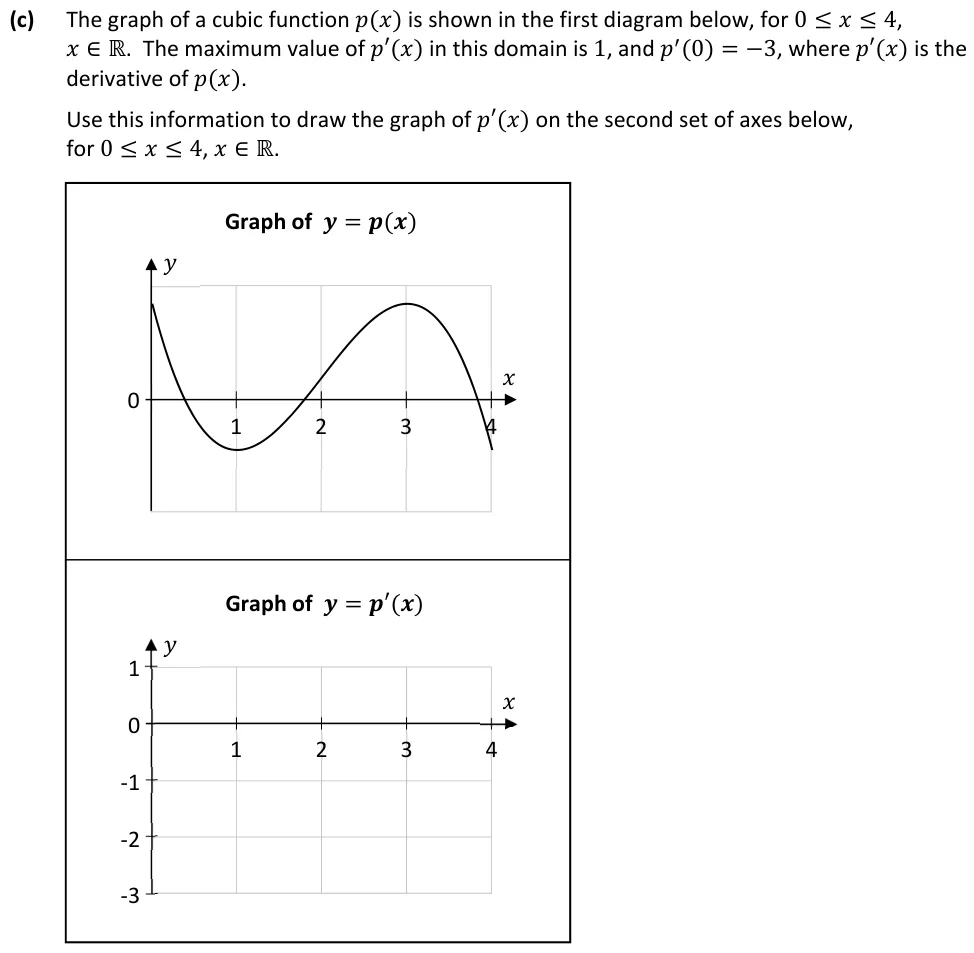 (c) The graph of a cubic function p(x) is shown in the first diagram below, for 0 ≤ x ≤ 4,
x ∈ ℝ. The maximum value of p′(x) in this domain is 1, and p′(0) = −3, where p′(x) is the
derivative of p(x).
Use this information to draw the graph of p′(x) on the second set of axes below,
for 0 ≤ x ≤ 4, x ∈ ℝ.
Graph of y = p(x)
y
x
0
1 2 3 4
Graph of y = p′(x)
y
1
x
0
1 2 3 4
-1
-2
-3